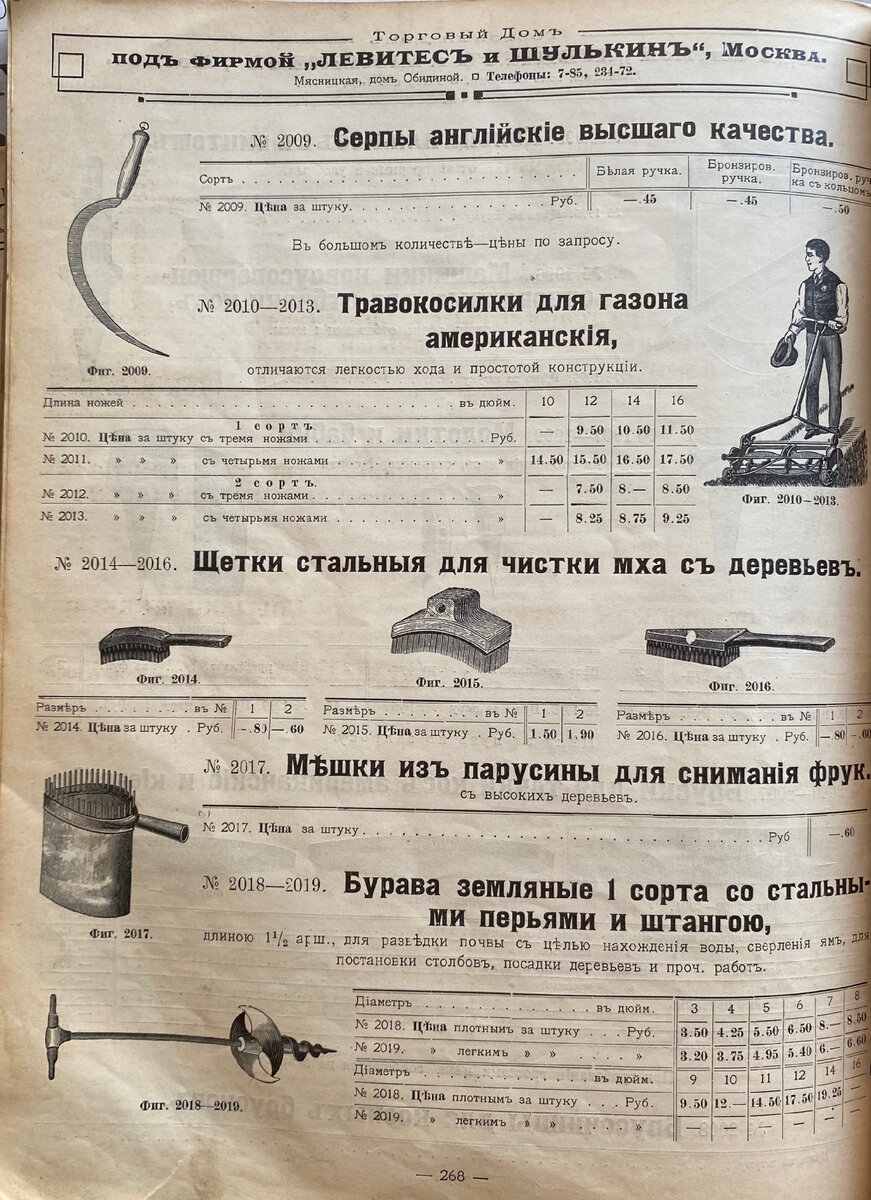 Торговый Домъ
подъ фирмой „ЛЕВИТЕСЪ и ШУЛЬКИНЪ“, Москва.
Мясницкая, домъ Обидиной. Телефоны: 7-85, 234-72.
№ 2009. Серпы англійскіе высшаго качества.
Сортъ Бѣлая ручка. Бронзиров. ручка. Бронзиров. руч-ка съ кольцомъ
№ 2009. Цѣна за штуку. Руб. —.45 —.45 —.50
Въ большомъ количествѣ—цѣны по запросу.
Фиг. 2009.
№ 2010—2013. Травокосилки для газона
американскія,
отличаются легкостью хода и простотой конструкціи.
Длина ножей въ дюйм. 10 12 14 16
1 сортъ.
№ 2010. Цѣна за штуку съ тремя ножами Руб. — 9.50 10.50 11.50
№ 2011. » » » съ четырьмя ножами » 14.50 15.50 16.50 17.50
2 сортъ.
№ 2012. » » » съ тремя ножами » — 7.50 8.— 8.50
№ 2013. » » » съ четырьмя ножами » — 8.25 8.75 9.25
Фиг. 2010—2013.
№ 2014—2016. Щетки стальныя для чистки мха съ деревьевъ.
Фиг. 2014.
Фиг. 2015.
Фиг. 2016.
Размѣръ въ № 1 2
№ 2014. Цѣна за штуку . Руб. —.80 —.60
Размѣръ въ № 1 2
№ 2015. Цѣна за штуку . Руб. 1.50 1.90
Размѣръ въ № 1 2
№ 2016. Цѣна за штуку . Руб. —.80 —.60
№ 2017. Мѣшки изъ парусины для сниманія фрук.
съ высокихъ деревьевъ.
№ 2017. Цѣна за штуку Руб —.60
Фиг. 2017.
№ 2018—2019. Бурава земляные 1 сорта со стальны-
ми перьями и штангою,
длиною 1 1/2 арш., для развѣдки почвы съ цѣлью нахожденія воды, сверленія ямъ, для
постановки столбовъ, посадки деревьевъ и проч. работъ.
Діаметръ въ дюйм. 3 4 5 6 7 8
№ 2018. Цѣна плотнымъ за штуку . . . Руб. 3.50 4.25 5.50 6.50 8.— 8.50
№ 2019. » легкимъ » » » 3.20 3.75 4.95 5.40 6.— 6.60
Діаметръ въ дюйм. 9 10 11 12 14 16
№ 2018. Цѣна плотнымъ за штуку . . . Руб. 9.50 12.— 14.50 17.50 19.25 —
№ 2019. » легкимъ » » » — — — — — —
Фиг. 2018—2019.
— 268 —